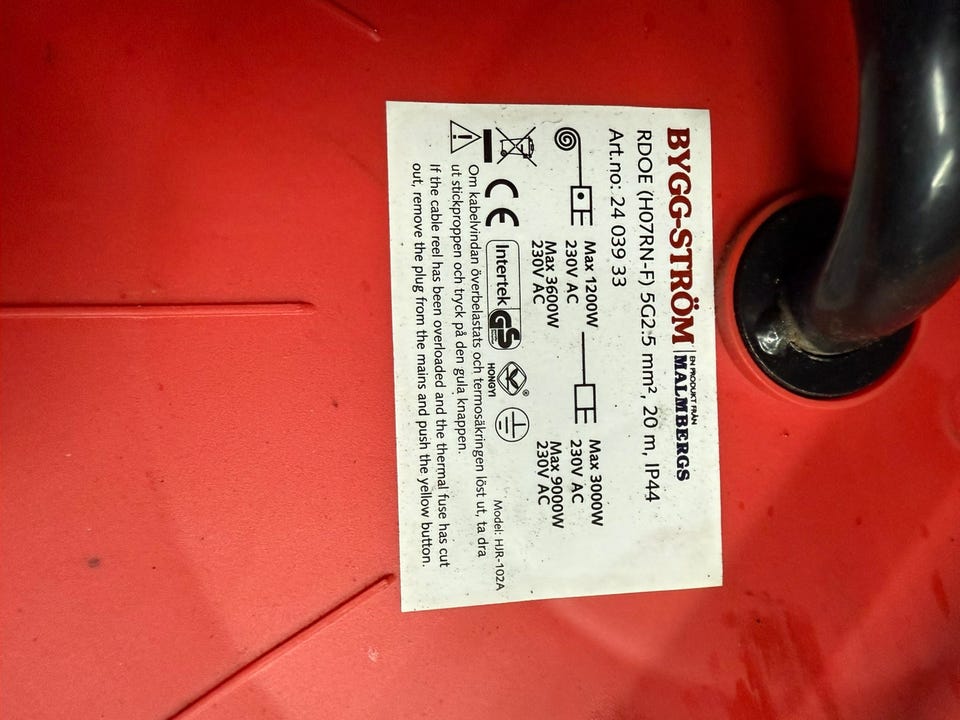 BYGG-STRÖM
EN PRODUKT FRÅN
MALMBERGS
RDOE (H07RN-F) 5G2.5 mm², 20 m, IP44
Art.no: 24 039 33
Max 1200W
230V AC
Max 3600W
230V AC
Max 3000W
230V AC
Max 9000W
230V AC
CE
Intertek
GS
HONGYI
®
Model: HJR-102A
Om kabelvindan överbelastats och termosäkringen löst ut, ta dra
ut stickproppen och tryck på den gula knappen.
If the cable reel has been overloaded and the thermal fuse has cut
out, remove the plug from the mains and push the yellow button.